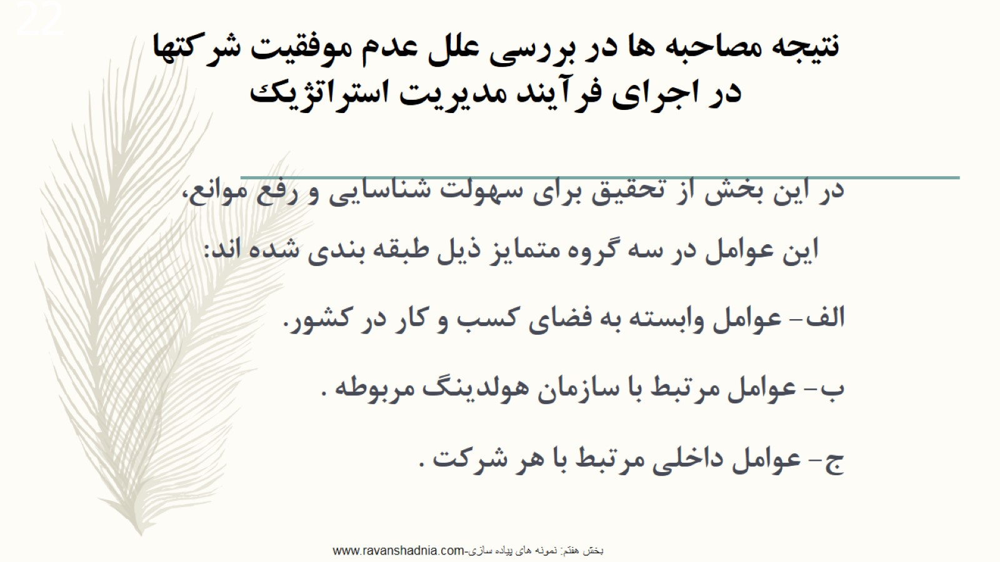 22
نتیجه مصاحبه ها در بررسی علل عدم موفقیت شرکتها
در اجرای فرآیند مدیریت استراتژیک
در این بخش از تحقیق برای سهولت شناسایی و رفع موانع،
این عوامل در سه گروه متمایز ذیل طبقه بندی شده اند:
الف- عوامل وابسته به فضای کسب و کار در کشور.
ب- عوامل مرتبط با سازمان هولدینگ مربوطه .
ج- عوامل داخلی مرتبط با هر شرکت .
بخش هفتم: نمونه های پیاده سازی-www.ravanshadnia.com